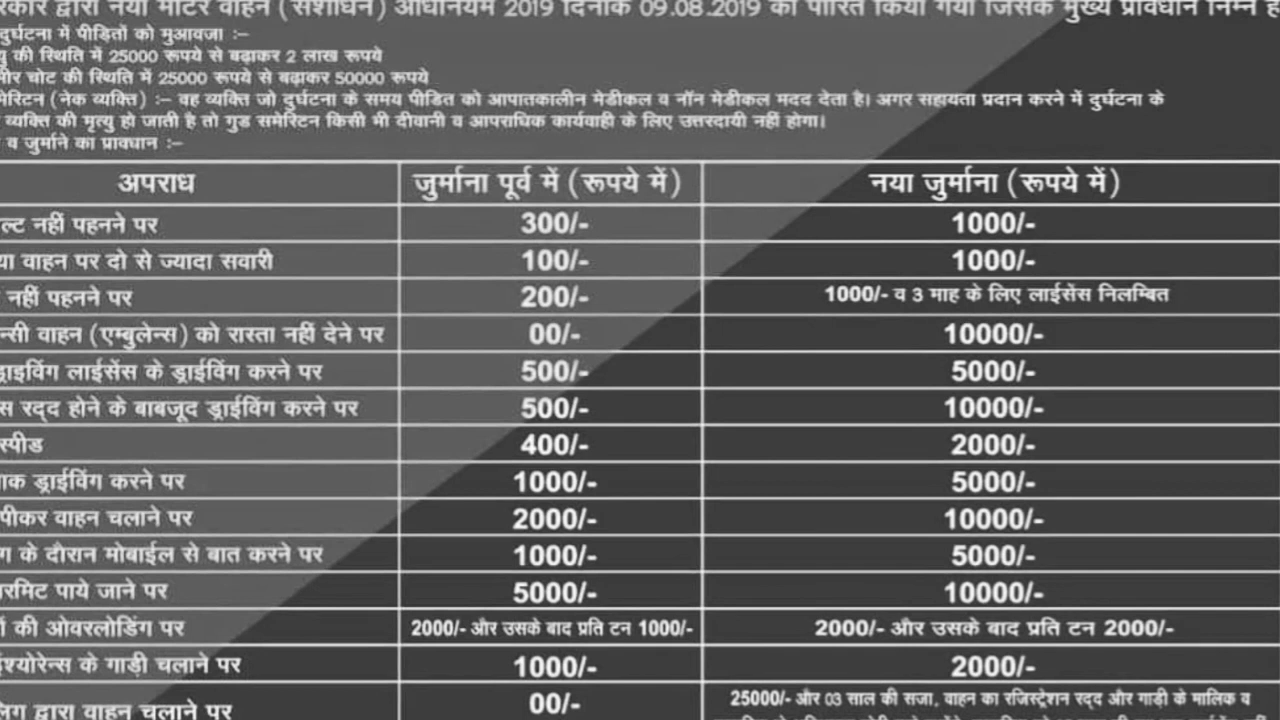 द्वारा नया मोटर वाहन (संशोधन) अधिनियम 2019 दिनांक 09.08.2019 को पारित किया गया जिसके मुख्य प्रावधान निम्न
दुर्घटना में पीड़ितों को मुआवजा :–
की स्थिति में 25000 रूपये से बढाकर 2 लाख रूपये
चोट की स्थिति में 25000 रूपये से बढाकर 50000 रूपये
(नेक व्यक्ति) :– वह व्यक्ति जो दुर्घटना के समय पीडित को आपातकालीन मेडीकल व नॉन मेडीकल मदद देता है। अगर सहायता प्रदान करने में दुर्घटना के
व्यक्ति की मृत्यु हो जाती है तो गुड समेरिटन किसी भी दीवानी व आपराधिक कार्यवाही के लिए उत्तरदायी नहीं होगा।
व जुर्माने का प्रावधान :–
अपराध जुर्माना पूर्व में (रूपये में) नया जुर्माना (रूपये में)
ल्ट नहीं पहनने पर 300/- 1000/-
या वाहन पर दो से ज्यादा सवारी 100/- 1000/-
नहीं पहनने पर 200/- 1000/- व 3 माह के लिए लाईसेंस निलम्बित
न्सी वाहन (एम्बुलेन्स) को रास्ता नहीं देने पर 00/- 10000/-
ड्राइविंग लाईसेंस के ड्राईविंग करने पर 500/- 5000/-
स रद्द होने के बाबजूद ड्राईविंग करने पर 500/- 10000/-
स्पीड 400/- 2000/-
ाक ड्राईविंग करने पर 1000/- 5000/-
पीकर वाहन चलाने पर 2000/- 10000/-
ग के दौरान मोबाईल से बात करने पर 1000/- 5000/-
रमिट पाये जाने पर 5000/- 10000/-
की ओवरलोडिंग पर 2000/- और उसके बाद प्रति टन 1000/- 2000/- और उसके बाद प्रति टन 2000/-
श्योरेन्स के गाड़ी चलाने पर 1000/- 2000/-
लिग द्वारा वाहन चलाने पर 00/- 25000/- और 03 साल की सजा, वाहन का रजिस्ट्रेशन रद्द और गाड़ी के मालिक व